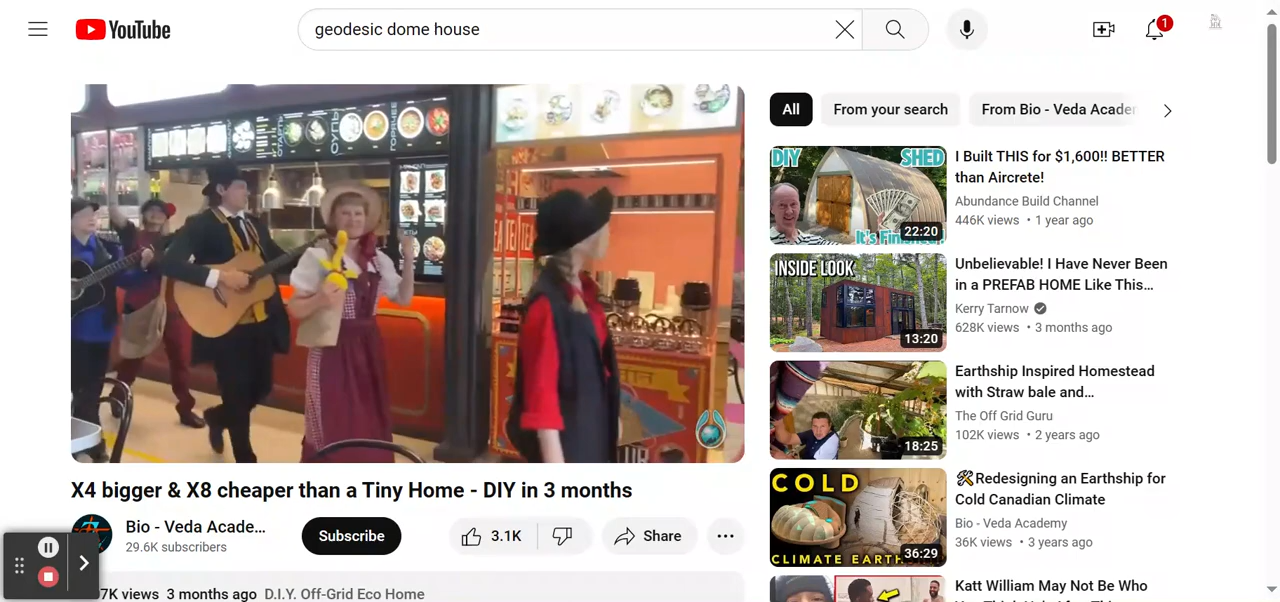 YouTube
geodesic dome house
1
СУПЫ
ГОРЯЧЕЕ
All
From your search
From Bio - Veda Academ
DIY SHED
It's Finished!
22:20
I Built THIS for $1,600!! BETTER
than Aircrete!
Abundance Build Channel
446K views • 1 year ago
INSIDE LOOK
13:20
Unbelievable! I Have Never Been
in a PREFAB HOME Like This...
Kerry Tarnow
628K views • 3 months ago
18:25
Earthship Inspired Homestead
with Straw bale and...
The Off Grid Guru
102K views • 2 years ago
COLD
CLIMATE EARTH
36:29
🛠Redesigning an Earthship for
Cold Canadian Climate
Bio - Veda Academy
36K views • 3 years ago
Katt William May Not Be Who
X4 bigger & X8 cheaper than a Tiny Home - DIY in 3 months
Bio - Veda Acade...
29.6K subscribers
Subscribe
3.1K
Share
7K views 3 months ago D.I.Y. Off-Grid Eco Home